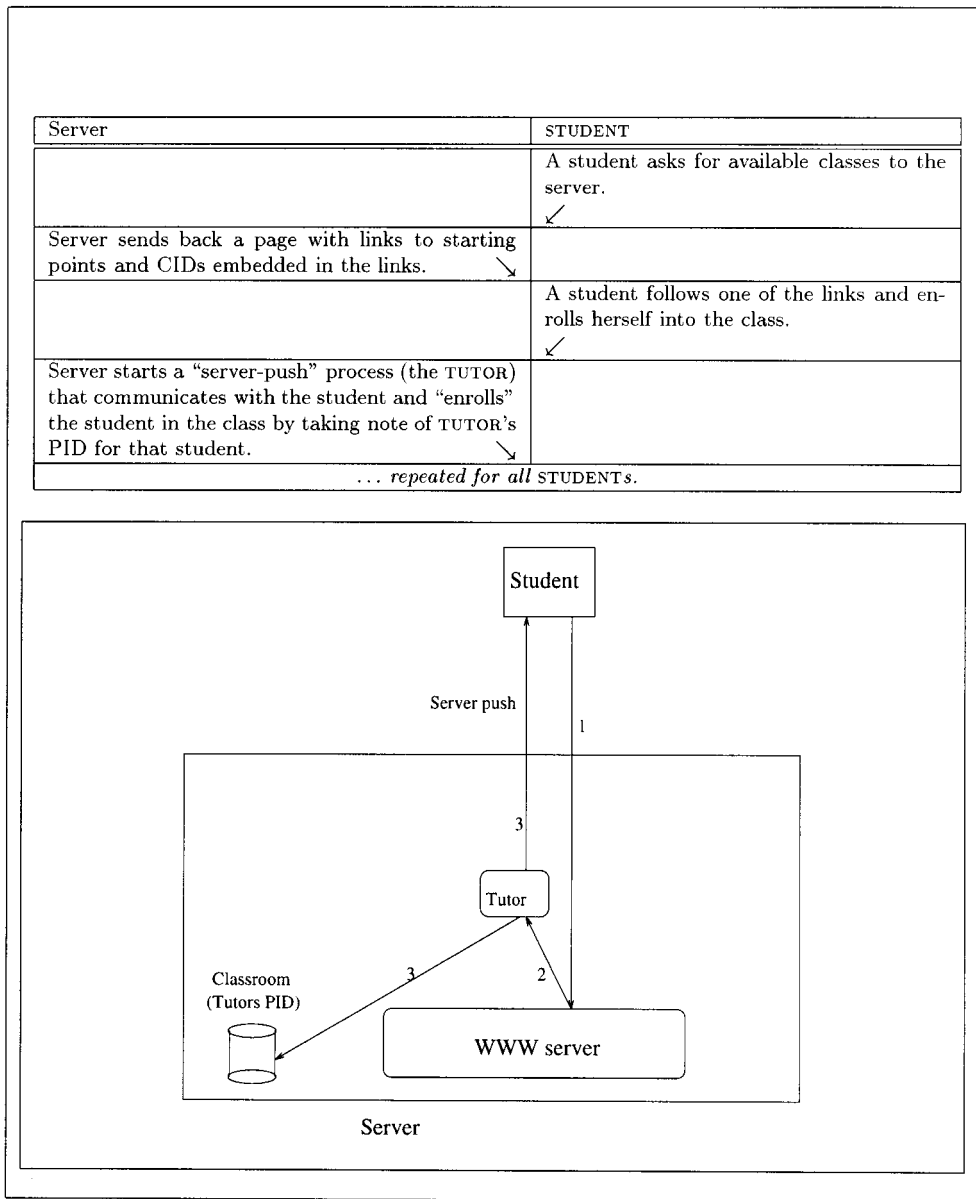 Server STUDENT
A student asks for available classes to the
server.
↙
Server sends back a page with links to starting
points and CIDs embedded in the links. ↘
A student follows one of the links and en-
rolls herself into the class.
↙
Server starts a “server-push” process (the TUTOR)
that communicates with the student and “enrolls”
the student in the class by taking note of TUTOR's
PID for that student. ↘
... repeated for all STUDENTs.
Student
Server push
1
3
Tutor
3
2
Classroom
(Tutors PID)
WWW server
Server